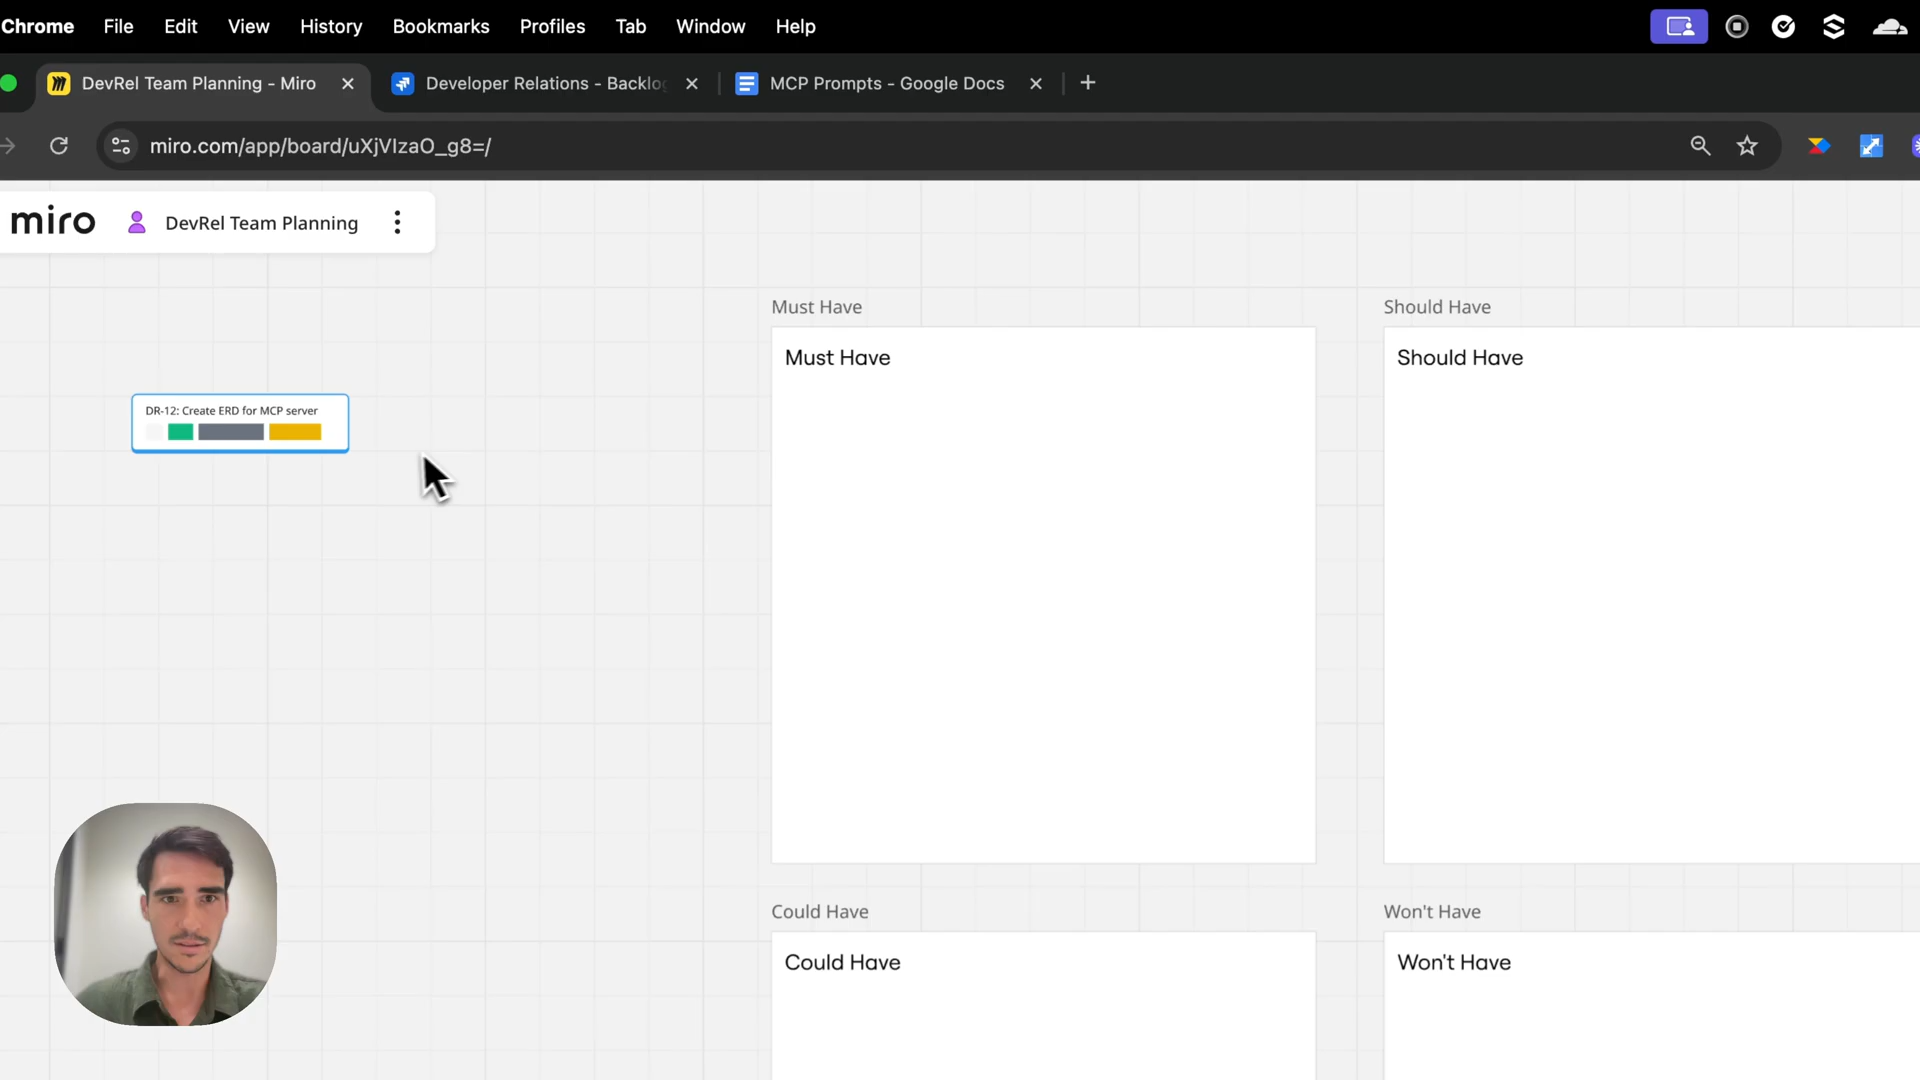 Chrome File Edit View History Bookmarks Profiles Tab Window Help
DevRel Team Planning - Miro
Developer Relations - Backlog
MCP Prompts - Google Docs
miro.com/app/board/uXjVIzaO_g8=/
miro DevRel Team Planning
Must Have
Should Have
Must Have
Should Have
DR-12: Create ERD for MCP server
Could Have
Won't Have
Could Have
Won't Have